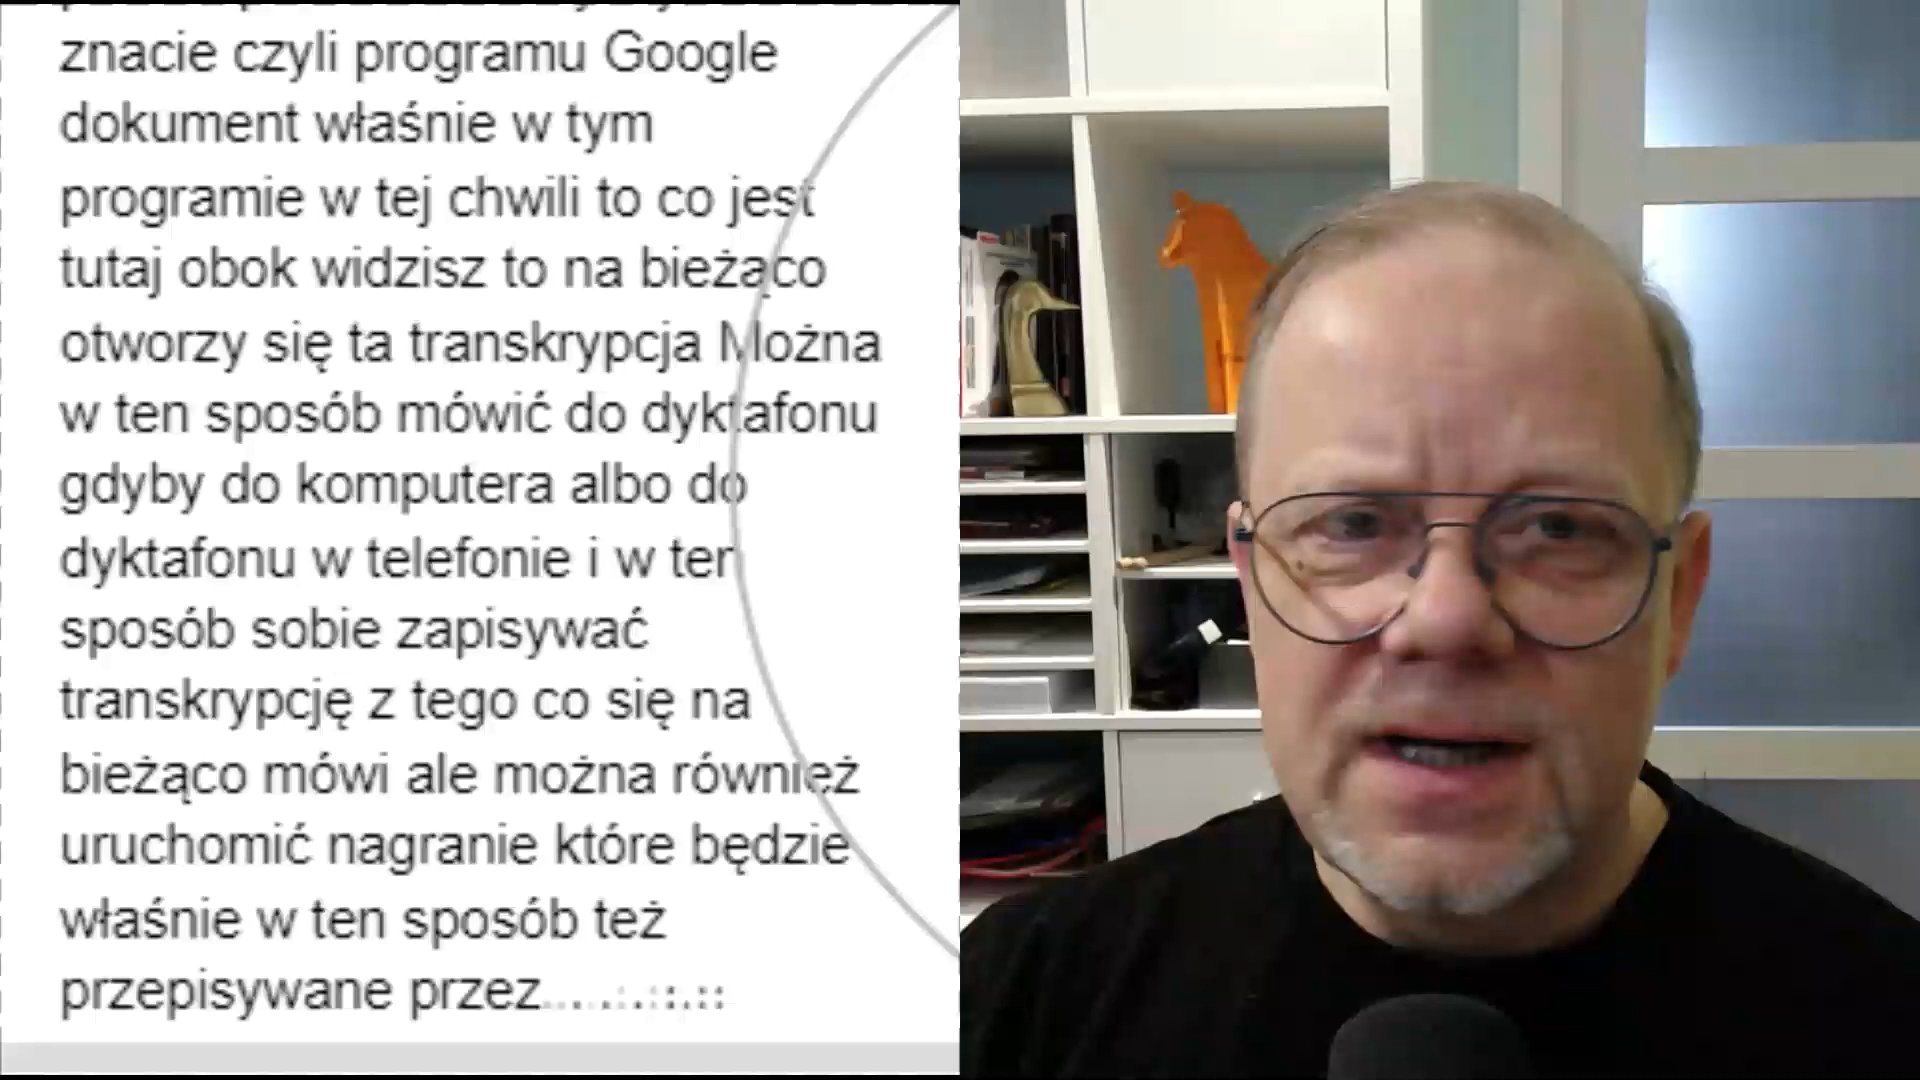 znacie czyli programu Google
dokument właśnie w tym
programie w tej chwili to co jest
tutaj obok widzisz to na bieżąco
otworzy się ta transkrypcja Można
w ten sposób mówić do dyktafonu
gdyby do komputera albo do
dyktafonu w telefonie i w ten
sposób sobie zapisywać
transkrypcję z tego co się na
bieżąco mówi ale można również
uruchomić nagranie które będzie
właśnie w ten sposób też
przepisywane przez